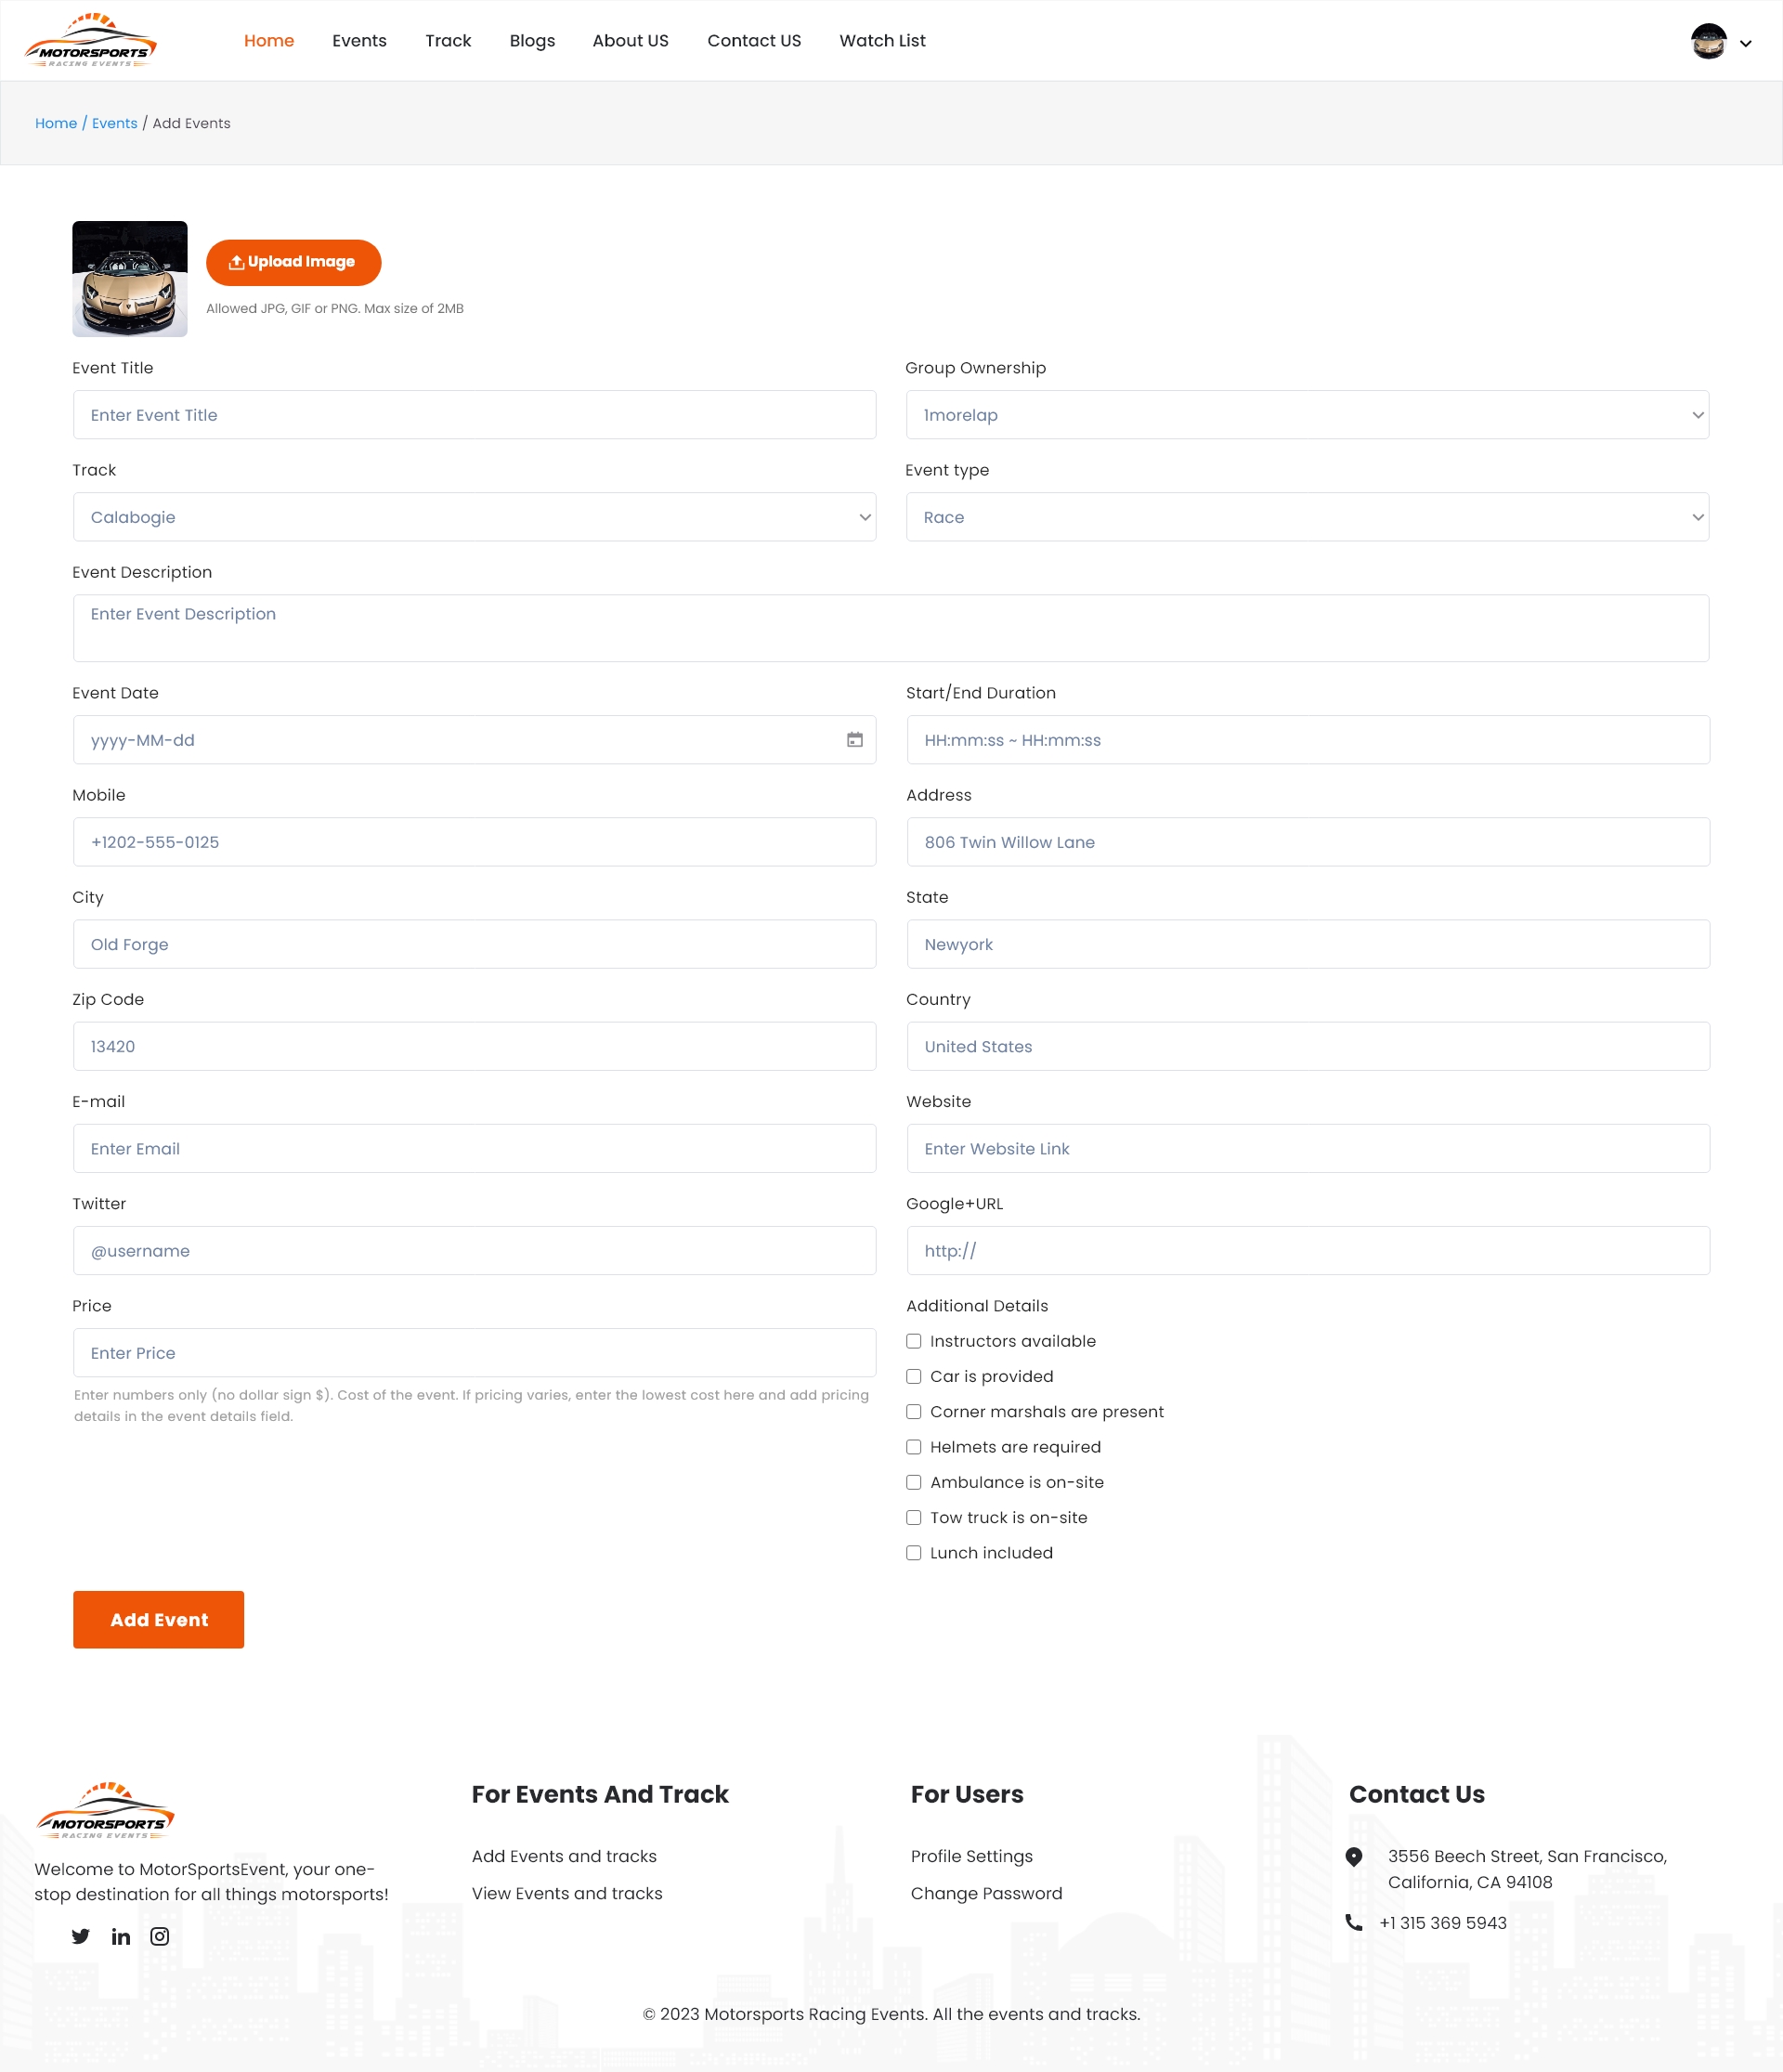 MOTORSPORTS
RACING EVENTS
Home Events Track Blogs About US Contact US Watch List
Home / Events / Add Events
Upload Image
Allowed JPG, GIF or PNG. Max size of 2MB
Event Title
Enter Event Title
Group Ownership
1morelap
Track
Calabogie
Event type
Race
Event Description
Enter Event Description
Event Date
yyyy-MM-dd
Start/End Duration
HH:mm:ss ~ HH:mm:ss
Mobile
+1202-555-0125
Address
806 Twin Willow Lane
City
Old Forge
State
Newyork
Zip Code
13420
Country
United States
E-mail
Enter Email
Website
Enter Website Link
Twitter
@username
Google+URL
http://
Price
Enter Price
Enter numbers only (no dollar sign $). Cost of the event. If pricing varies, enter the lowest cost here and add pricing
details in the event details field.
Additional Details
Instructors available
Car is provided
Corner marshals are present
Helmets are required
Ambulance is on-site
Tow truck is on-site
Lunch included
Add Event
MOTORSPORTS
RACING EVENTS
Welcome to MotorSportsEvent, your one-
stop destination for all things motorsports!
For Events And Track
Add Events and tracks
View Events and tracks
For Users
Profile Settings
Change Password
Contact Us
3556 Beech Street, San Francisco,
California, CA 94108
+1 315 369 5943
© 2023 Motorsports Racing Events. All the events and tracks.